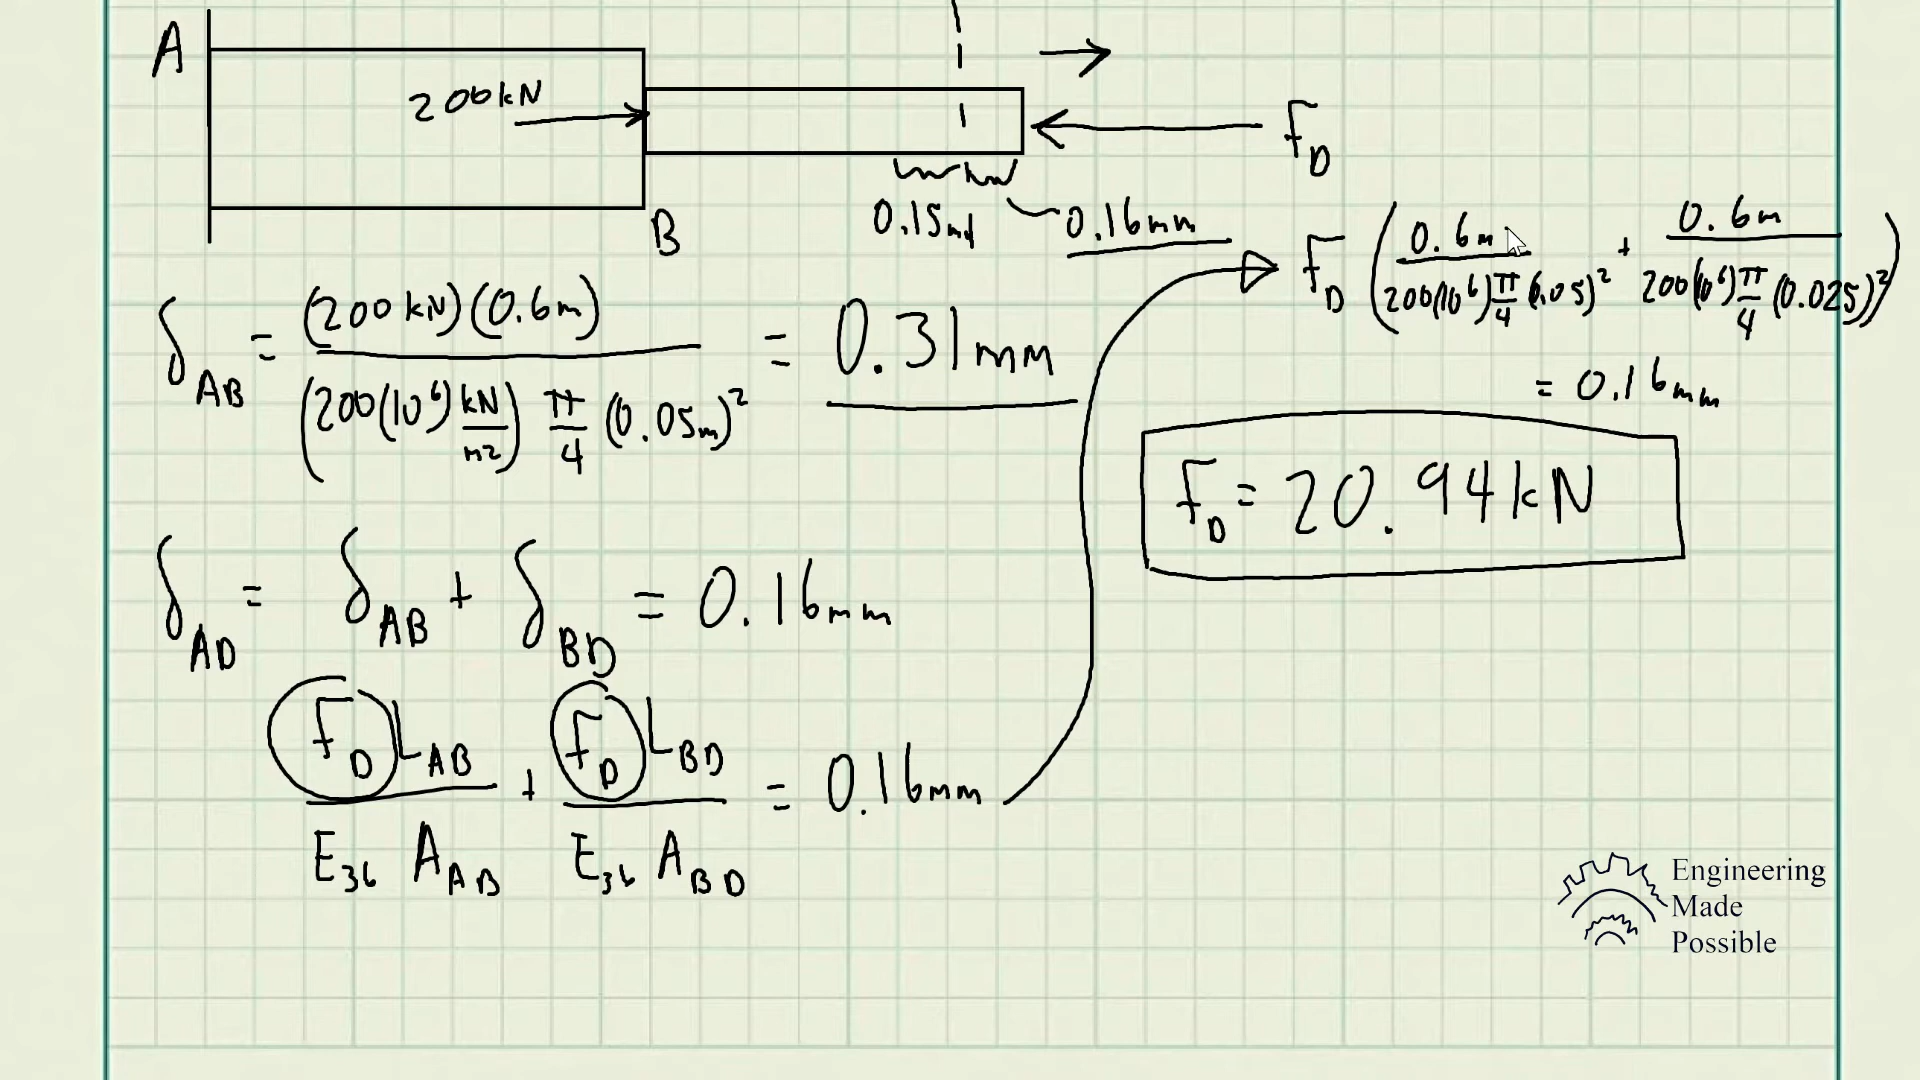 A
200kN
F_D
B
0.15mm
0.16mm
δ_AB = (200 kN)(0.6m) / ((200(10^6) kN/m2) π/4 (0.05m)^2) = 0.31mm
F_D (0.6m / (200(10^6) π/4 (0.05)^2) + 0.6m / (200(10^6) π/4 (0.025)^2))
= 0.16mm
F_D = 20.94kN
δ_AD = δ_AB + δ_BD = 0.16mm
F_D L_AB / (E_36 A_AB) + F_D L_BD / (E_36 A_BD) = 0.16mm
Engineering
Made
Possible